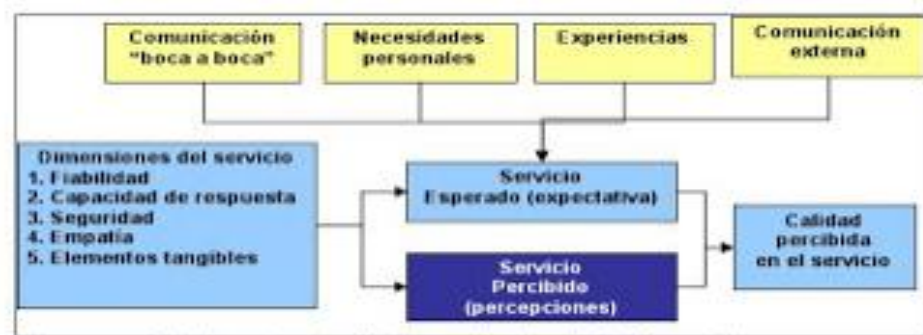 Comunicación
"boca a boca"
Necesidades
personales
Experiencias
Comunicación
externa
Dimensiones del servicio
1. Fiabilidad
2. Capacidad de respuesta
3. Seguridad
4. Empatía
5. Elementos tangibles
Servicio
Esperado (expectativa)
Servicio
Percibido
(percepciones)
Calidad
percibida
en el servicio